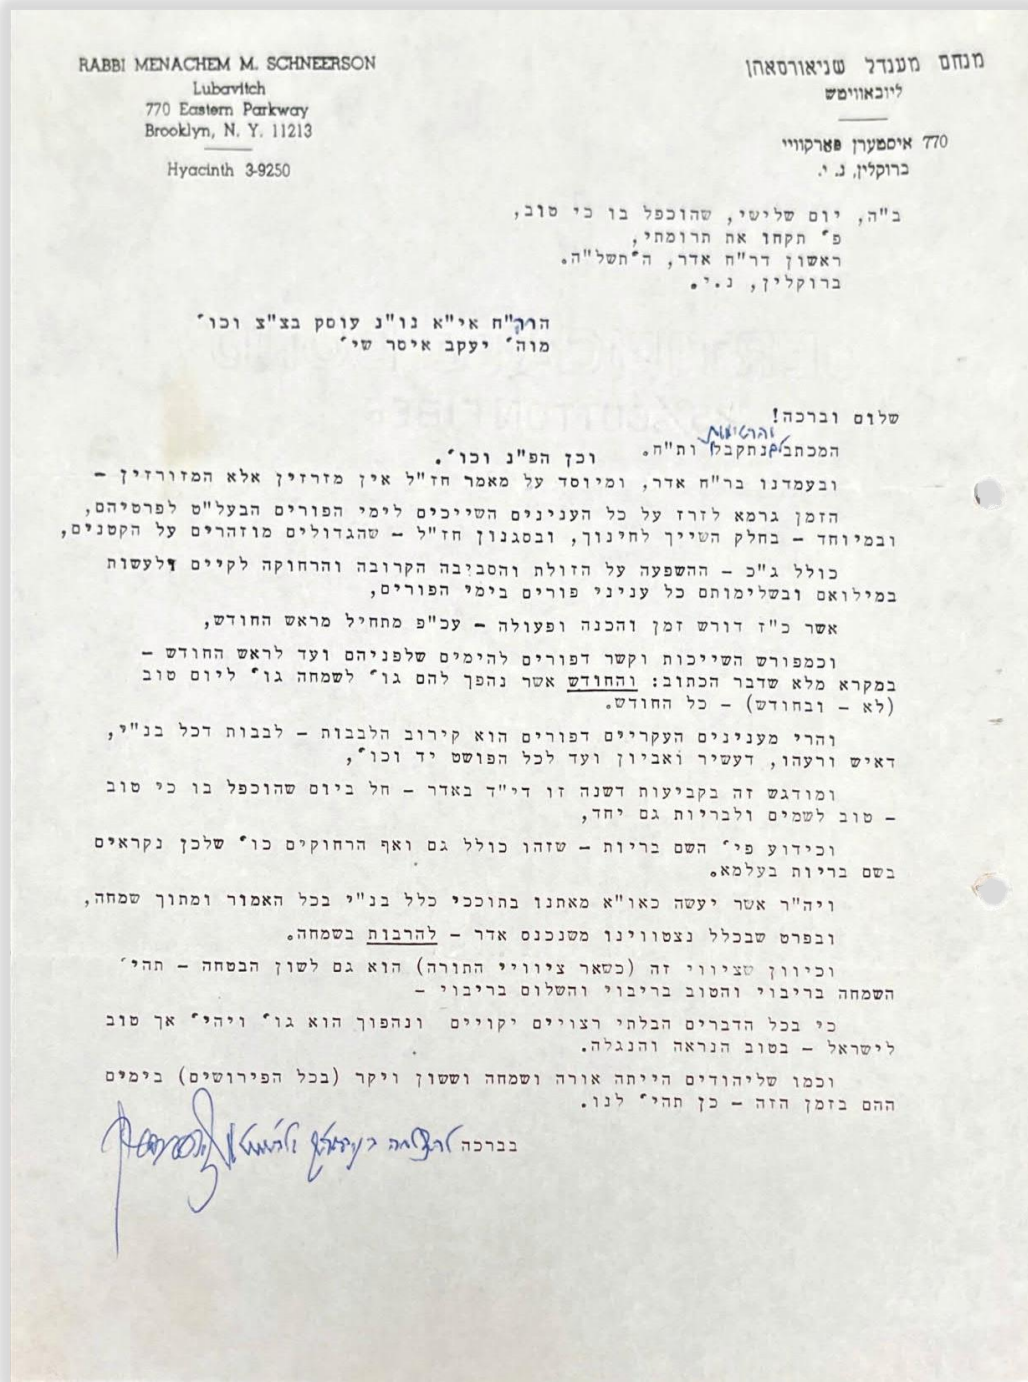 RABBI MENACHEM M. SCHNEERSON
Lubavitch
770 Eastern Parkway
Brooklyn, N. Y. 11213
Hyacinth 3-9250
מנחם מענדל שניאורסאהן
ליובאוויטש
770 איסטערן פארקוויי
ברוקלין, נ. י.
ב"ה, יום שלישי, שהוכפל בו כי טוב,
פ' תקחו את תרומתי,
ראשון דר"ח אדר, ה'תשל"ה.
ברוקלין, נ.י.
הרה"ח אי"א נו"נ עוסק בצ"צ וכו'
מוה' יעקב איסר שי'
שלום וברכה!
והדעות
המכתב נתקבל ות"ח. וכן הפ"נ וכו'.
ובעמדנו בר"ח אדר, ומיוסד על מאמר חז"ל אין מזרזין אלא המזורזין –
הזמן גרמא לזרז על כל הענינים השייכים לימי הפורים הבעל"ט לפרטיהם,
ובמיוחד – בחלק השייך לחינוך, ובסגנון חז"ל – שהגדולים מוזהרים על הקטנים,
כולל ג"כ – ההשפעה על הזולת והסביבה הקרובה והרחוקה לקיים ולעשות
במילואם ובשלימותם כל עניני פורים בימי הפורים,
אשר כ"ז דורש זמן והכנה ופעולה – עכ"פ מתחיל מראש החודש,
וכמפורש השייכות וקשר דפורים להימים שלפניהם ועד לראש החודש –
במקרא מלא שדבר הכתוב: והחודש אשר נהפך להם גו' לשמחה גו' ליום טוב
(לא – ובחודש) – כל החודש.
והרי מענינים העקריים דפורים הוא קירוב הלבבות – לבבות דכל בנ"י,
דאיש ורעהו, דעשיר ואביון ועד לכל הפושט יד וכו',
ומודגש זה בקביעות דשנה זו די"ד באדר – חל ביום שהוכפל בו כי טוב
– טוב לשמים ולבריות גם יחד,
וכידוע פי' השם בריות – שזהו כולל גם ואף הרחוקים כו' שלכן נקראים
בשם בריות בעלמא.
ויה"ר אשר יעשה כאו"א מאתנו בתוככי כלל בנ"י בכל האמור ומתוך שמחה,
ובפרט שבכלל נצטווינו משנכנס אדר – להרבות בשמחה.
וכיוון שציווי זה (כשאר ציוויי התורה) הוא גם לשון הבטחה – תהי'
השמחה בריבוי והטוב בריבוי והשלום בריבוי –
כי בכל הדברים הבלתי רצויים יקויים ונהפוך הוא גו' ויהי' אך טוב
לישראל – בטוב הנראה והנגלה.
וכמו שליהודים הייתה אורה ושמחה וששון ויקר (בכל הפירושים) בימים
ההם בזמן הזה – כן תהי' לנו.
בברכה להצלחה